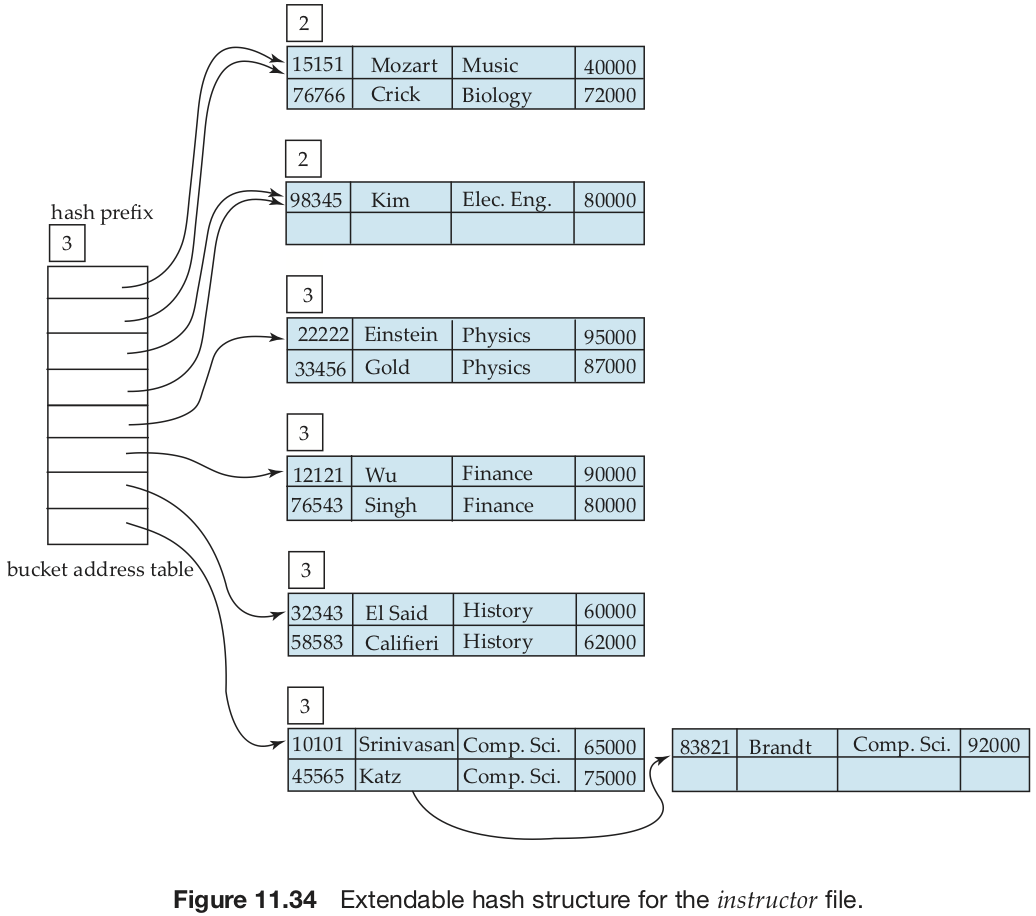 2
15151 Mozart Music 40000
76766 Crick Biology 72000
2
98345 Kim Elec. Eng. 80000
hash prefix
3
3
22222 Einstein Physics 95000
33456 Gold Physics 87000
3
12121 Wu Finance 90000
76543 Singh Finance 80000
bucket address table
3
32343 El Said History 60000
58583 Califieri History 62000
3
10101 Srinivasan Comp. Sci. 65000
45565 Katz Comp. Sci. 75000
83821 Brandt Comp. Sci. 92000
Figure 11.34 Extendable hash structure for the instructor file.